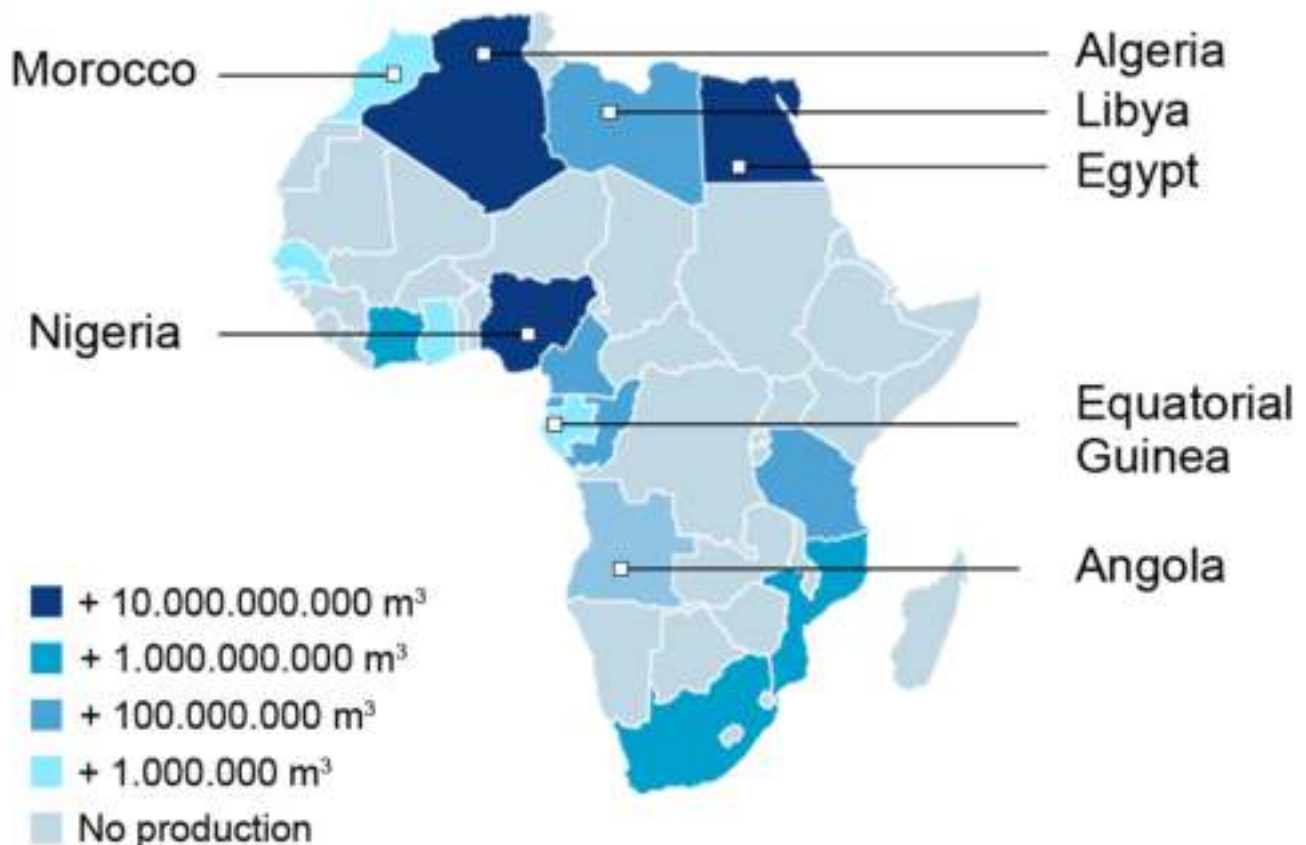 Morocco
Algeria
Libya
Egypt
Nigeria
Equatorial
Guinea
Angola
+ 10.000.000.000 m³
+ 1.000.000.000 m³
+ 100.000.000 m³
+ 1.000.000 m³
No production